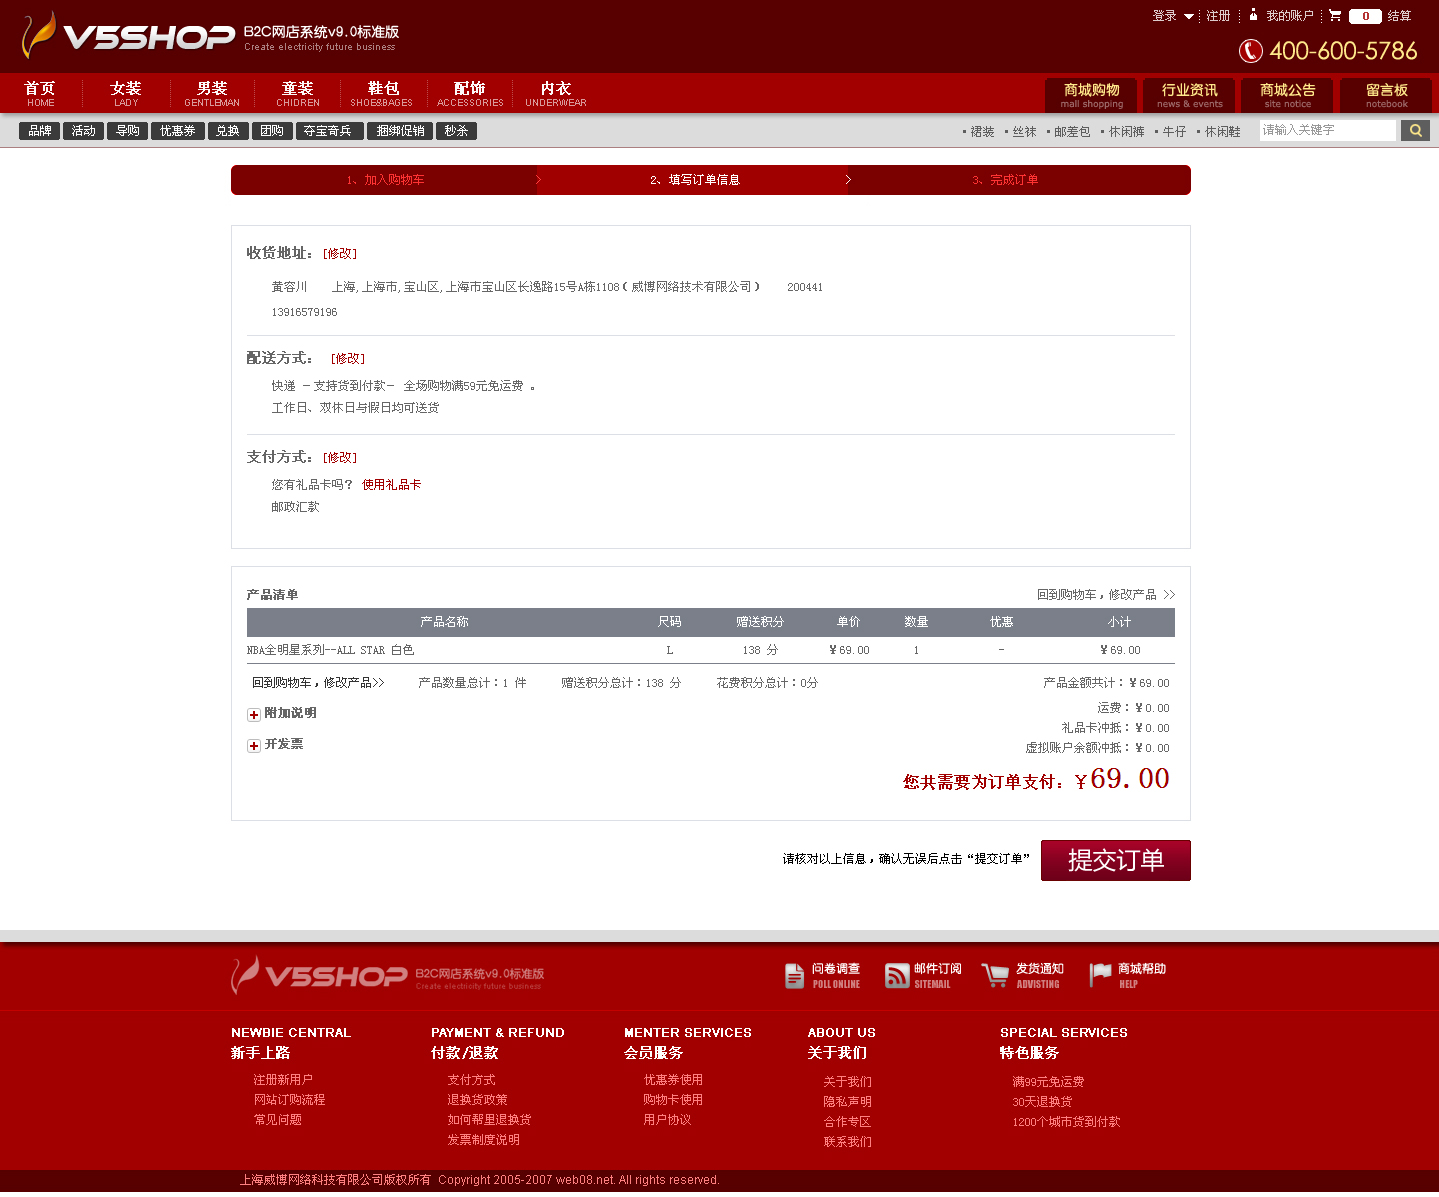 V5SHOP B2C网店系统v9.0标准版
Create electricity future business
登录 注册 我的账户 0 结算
400-600-5786
首页 女装 男装 童装 鞋包 配饰 内衣
HOME LADY GENTLEMAN CHIDREN SHOE&BAGES ACCESSORIES UNDERWEAR
商城购物 行业资讯 商城公告 留言板
mall shopping news & events site notice notebook
品牌 活动 导购 优惠券 兑换 团购 夺宝奇兵 捆绑促销 秒杀
裙装 丝袜 邮差包 休闲裤 牛仔 休闲鞋 请输入关键字
1、加入购物车 2、填写订单信息 3、完成订单
收货地址：[修改]
黄容川 上海,上海市,宝山区,上海市宝山区长逸路15号A栋1108(威博网络技术有限公司) 200441
13916579196
配送方式： [修改]
快递 －支持货到付款－ 全场购物满59元免运费 。
工作日、双休日与假日均可送货
支付方式：[修改]
您有礼品卡吗? 使用礼品卡
邮政汇款
产品清单 回到购物车，修改产品 >>
产品名称 尺码 赠送积分 单价 数量 优惠 小计
NBA全明星系列--ALL STAR 白色 L 138 分 ￥69.00 1 - ￥69.00
回到购物车，修改产品>> 产品数量总计：1 件 赠送积分总计：138 分 花费积分总计：0分 产品金额共计：￥69.00
附加说明 运费：￥0.00
礼品卡冲抵：￥0.00
开发票 虚拟账户余额冲抵：￥0.00
您共需要为订单支付：￥69.00
请核对以上信息，确认无误后点击“提交订单” 提交订单
V5SHOP B2C网店系统v9.0标准版
Create electricity future business
问卷调查 邮件订阅 发货通知 商城帮助
POLL ONLINE SITEMAIL ADVISTING HELP
NEWBIE CENTRAL PAYMENT & REFUND MENTER SERVICES ABOUT US SPECIAL SERVICES
新手上路 付款/退款 会员服务 关于我们 特色服务
注册新用户 支付方式 优惠券使用 关于我们 满99元免运费
网站订购流程 退换货政策 购物卡使用 隐私声明 30天退换货
常见问题 如何帮里退换货 用户协议 合作专区 1200个城市货到付款
发票制度说明 联系我们
上海威博网络科技有限公司版权所有 Copyright 2005-2007 web08.net. All rights reserved.